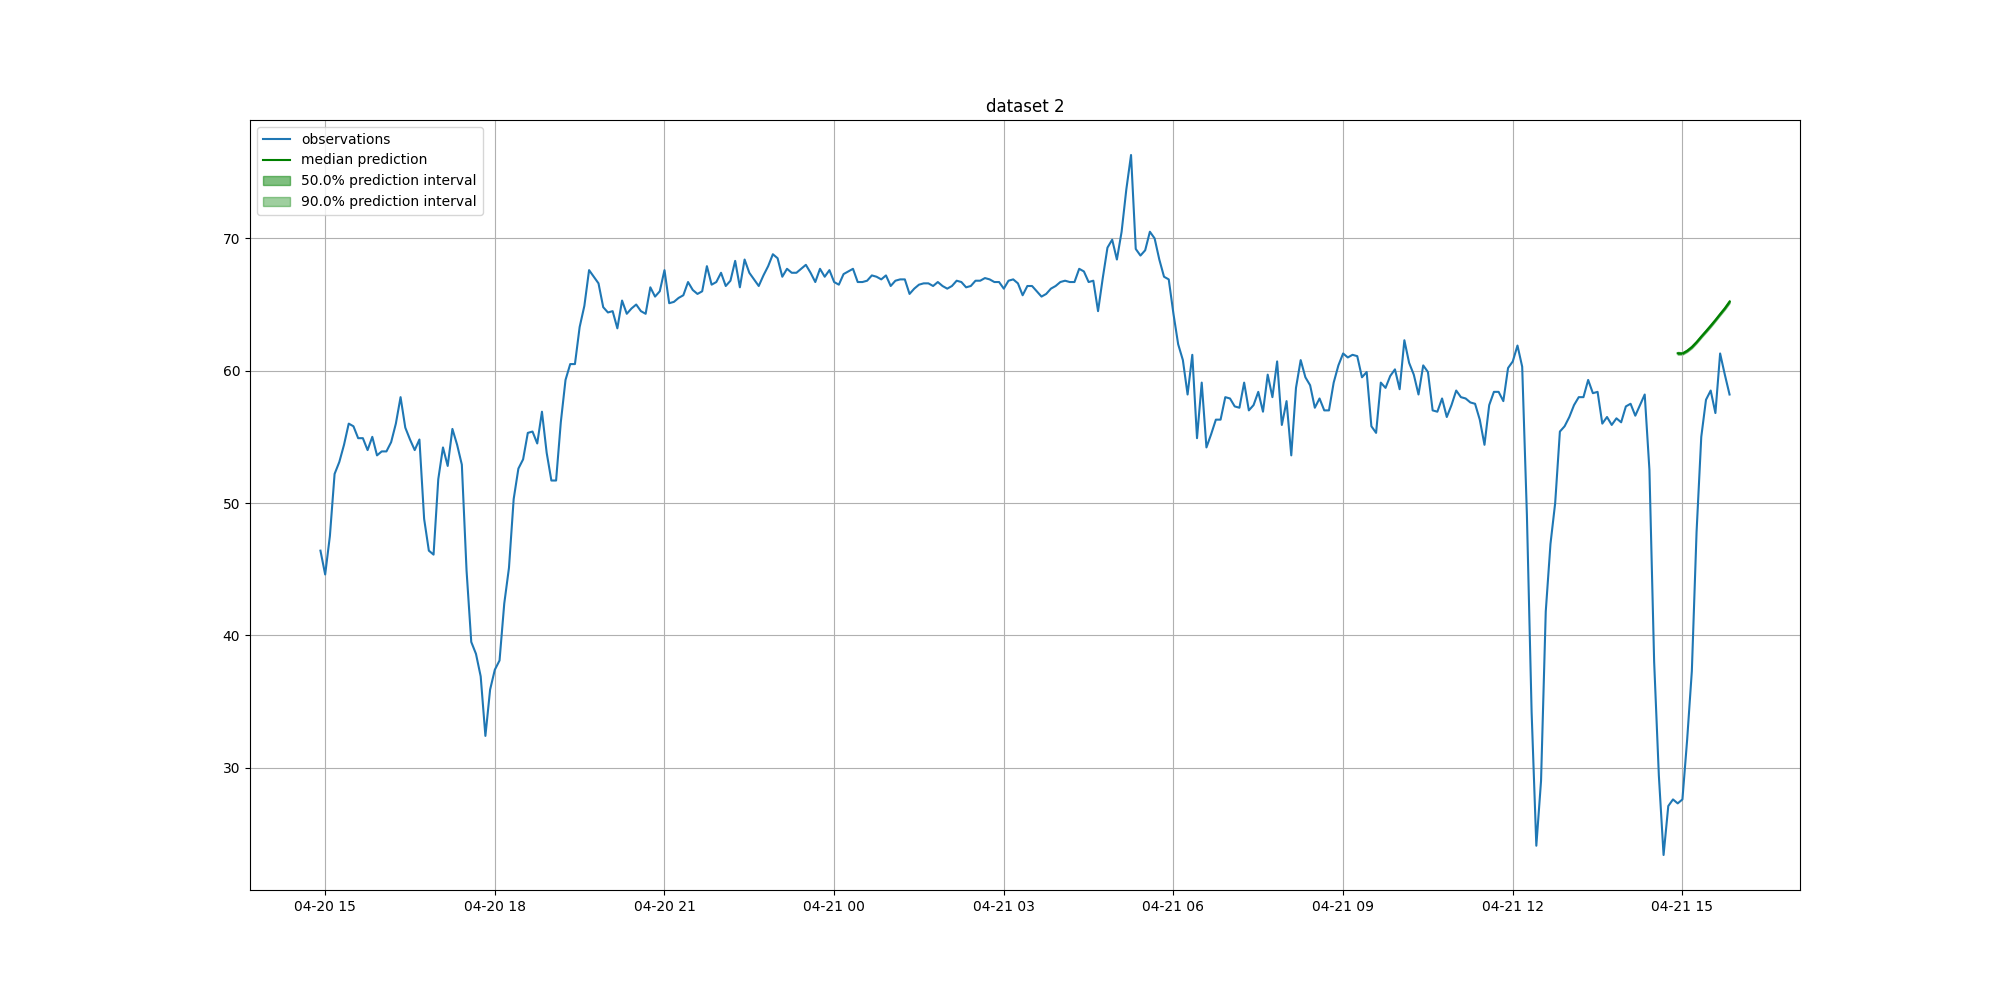 dataset 2
observations
median prediction
50.0% prediction interval
90.0% prediction interval
70
60
50
40
30
04-20 15 04-20 18 04-20 21 04-21 00 04-21 03 04-21 06 04-21 09 04-21 12 04-21 15